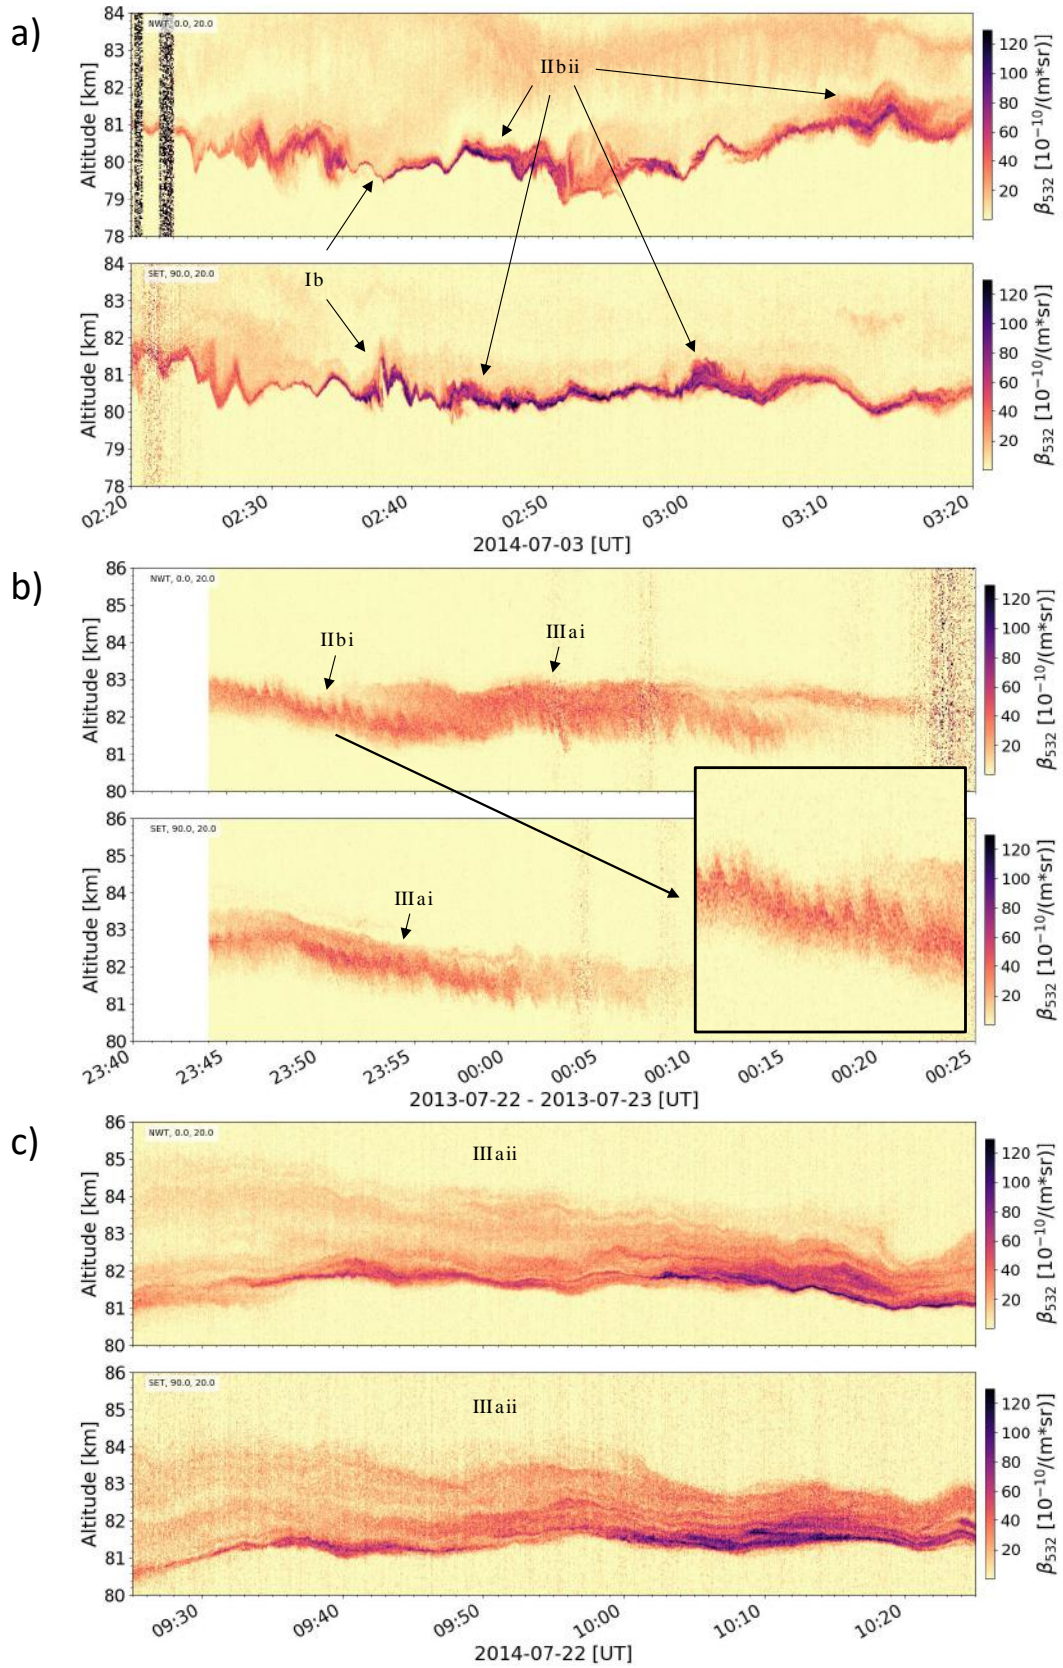 a)
84
NWT, 0.0, 20.0
83
82
81
80
79
78
Altitude [km]
IIbii
120
100
80
60
40
20
β532 [10−10/(m*sr)]
Ib
84
SET, 90.0, 20.0
83
82
81
80
79
78
Altitude [km]
120
100
80
60
40
20
β532 [10−10/(m*sr)]
02:20 02:30 02:40 02:50 03:00 03:10 03:20
2014-07-03 [UT]
b)
86
NWT, 0.0, 20.0
85
84
83
82
81
80
Altitude [km]
IIbi
IIIai
120
100
80
60
40
20
β532 [10−10/(m*sr)]
86
SET, 90.0, 20.0
85
84
83
82
81
80
Altitude [km]
IIIai
120
100
80
60
40
20
β532 [10−10/(m*sr)]
23:40 23:45 23:50 23:55 00:00 00:05 00:10 00:15 00:20 00:25
2013-07-22 - 2013-07-23 [UT]
c)
86
NWT, 0.0, 20.0
85
84
83
82
81
80
Altitude [km]
IIIaii
120
100
80
60
40
20
β532 [10−10/(m*sr)]
86
SET, 90.0, 20.0
85
84
83
82
81
80
Altitude [km]
IIIaii
120
100
80
60
40
20
β532 [10−10/(m*sr)]
09:30 09:40 09:50 10:00 10:10 10:20
2014-07-22 [UT]